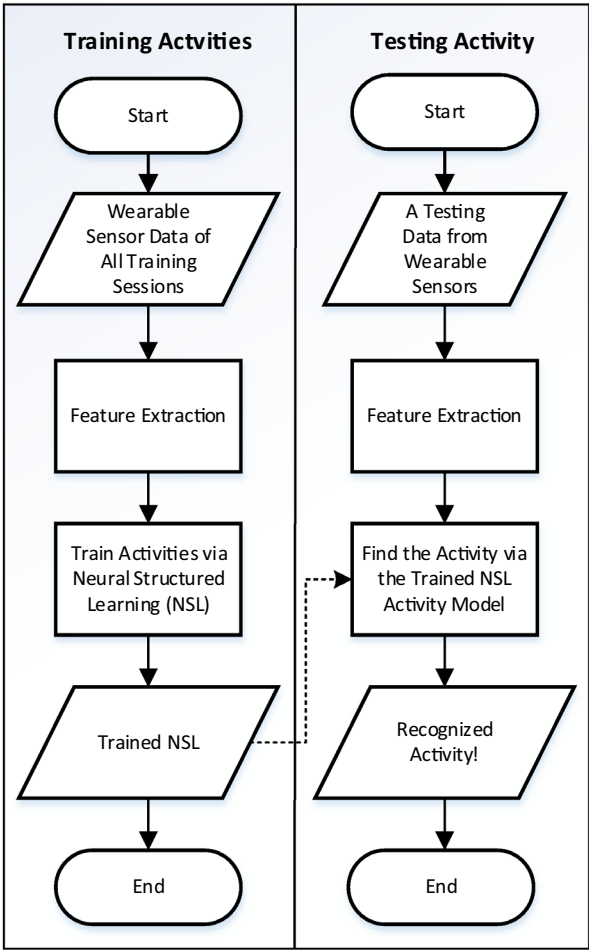 Training Actvities
Start
Wearable
Sensor Data of
All Training
Sessions
Feature Extraction
Train Activities via
Neural Structured
Learning (NSL)
Trained NSL
End
Testing Activity
Start
A Testing
Data from
Wearable
Sensors
Feature Extraction
Find the Activity via
the Trained NSL
Activity Model
Recognized
Activity!
End